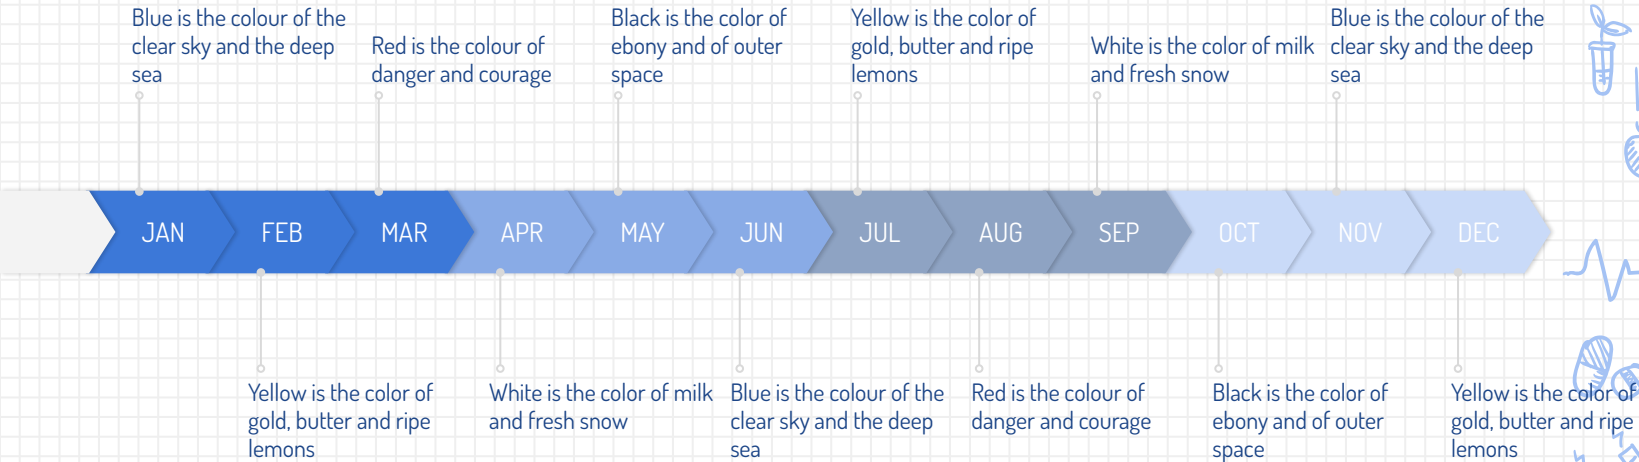 Blue is the colour of the
clear sky and the deep
sea
Red is the colour of
danger and courage
Black is the color of
ebony and of outer
space
Yellow is the color of
gold, butter and ripe
lemons
White is the color of milk
and fresh snow
Blue is the colour of the
clear sky and the deep
sea
JAN
FEB
MAR
APR
MAY
JUN
JUL
AUG
SEP
OCT
NOV
DEC
Yellow is the color of
gold, butter and ripe
lemons
White is the color of milk
and fresh snow
Blue is the colour of the
clear sky and the deep
sea
Red is the colour of
danger and courage
Black is the color of
ebony and of outer
space
Yellow is the color of
gold, butter and ripe
lemons